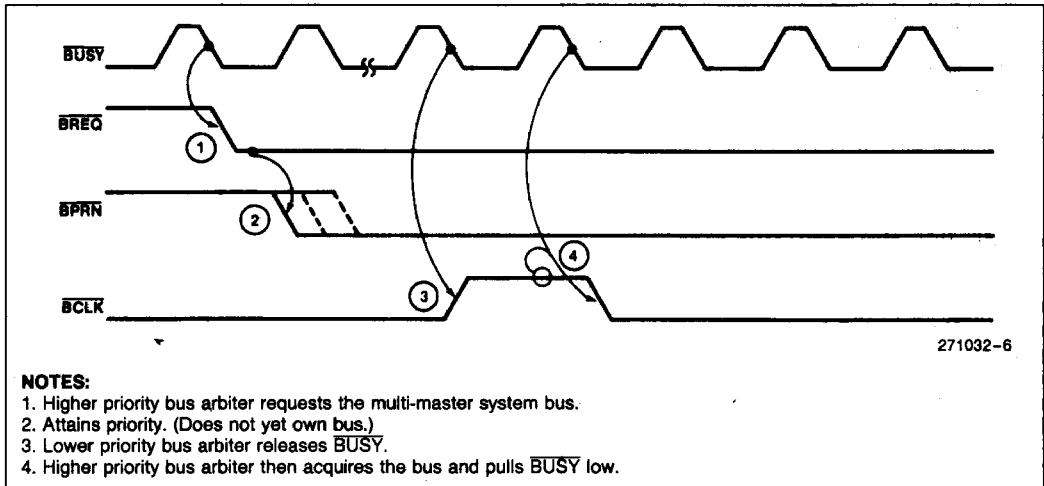 BUSY
BREQ
1
BPRN
2
4
3
BCLK
271032-6
NOTES:
1. Higher priority bus arbiter requests the multi-master system bus.
2. Attains priority. (Does not yet own bus.)
3. Lower priority bus arbiter releases BUSY.
4. Higher priority bus arbiter then acquires the bus and pulls BUSY low.